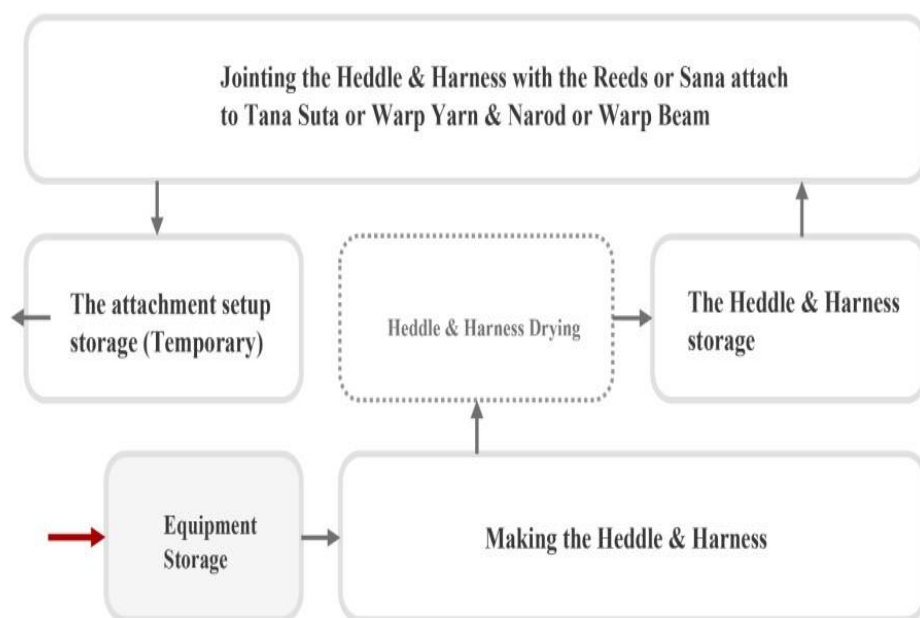 Jointing the Heddle & Harness with the Reeds or Sana attach
to Tana Suta or Warp Yarn & Narod or Warp Beam
The attachment setup
storage (Temporary)
Heddle & Harness Drying
The Heddle & Harness
storage
Equipment
Storage
Making the Heddle & Harness